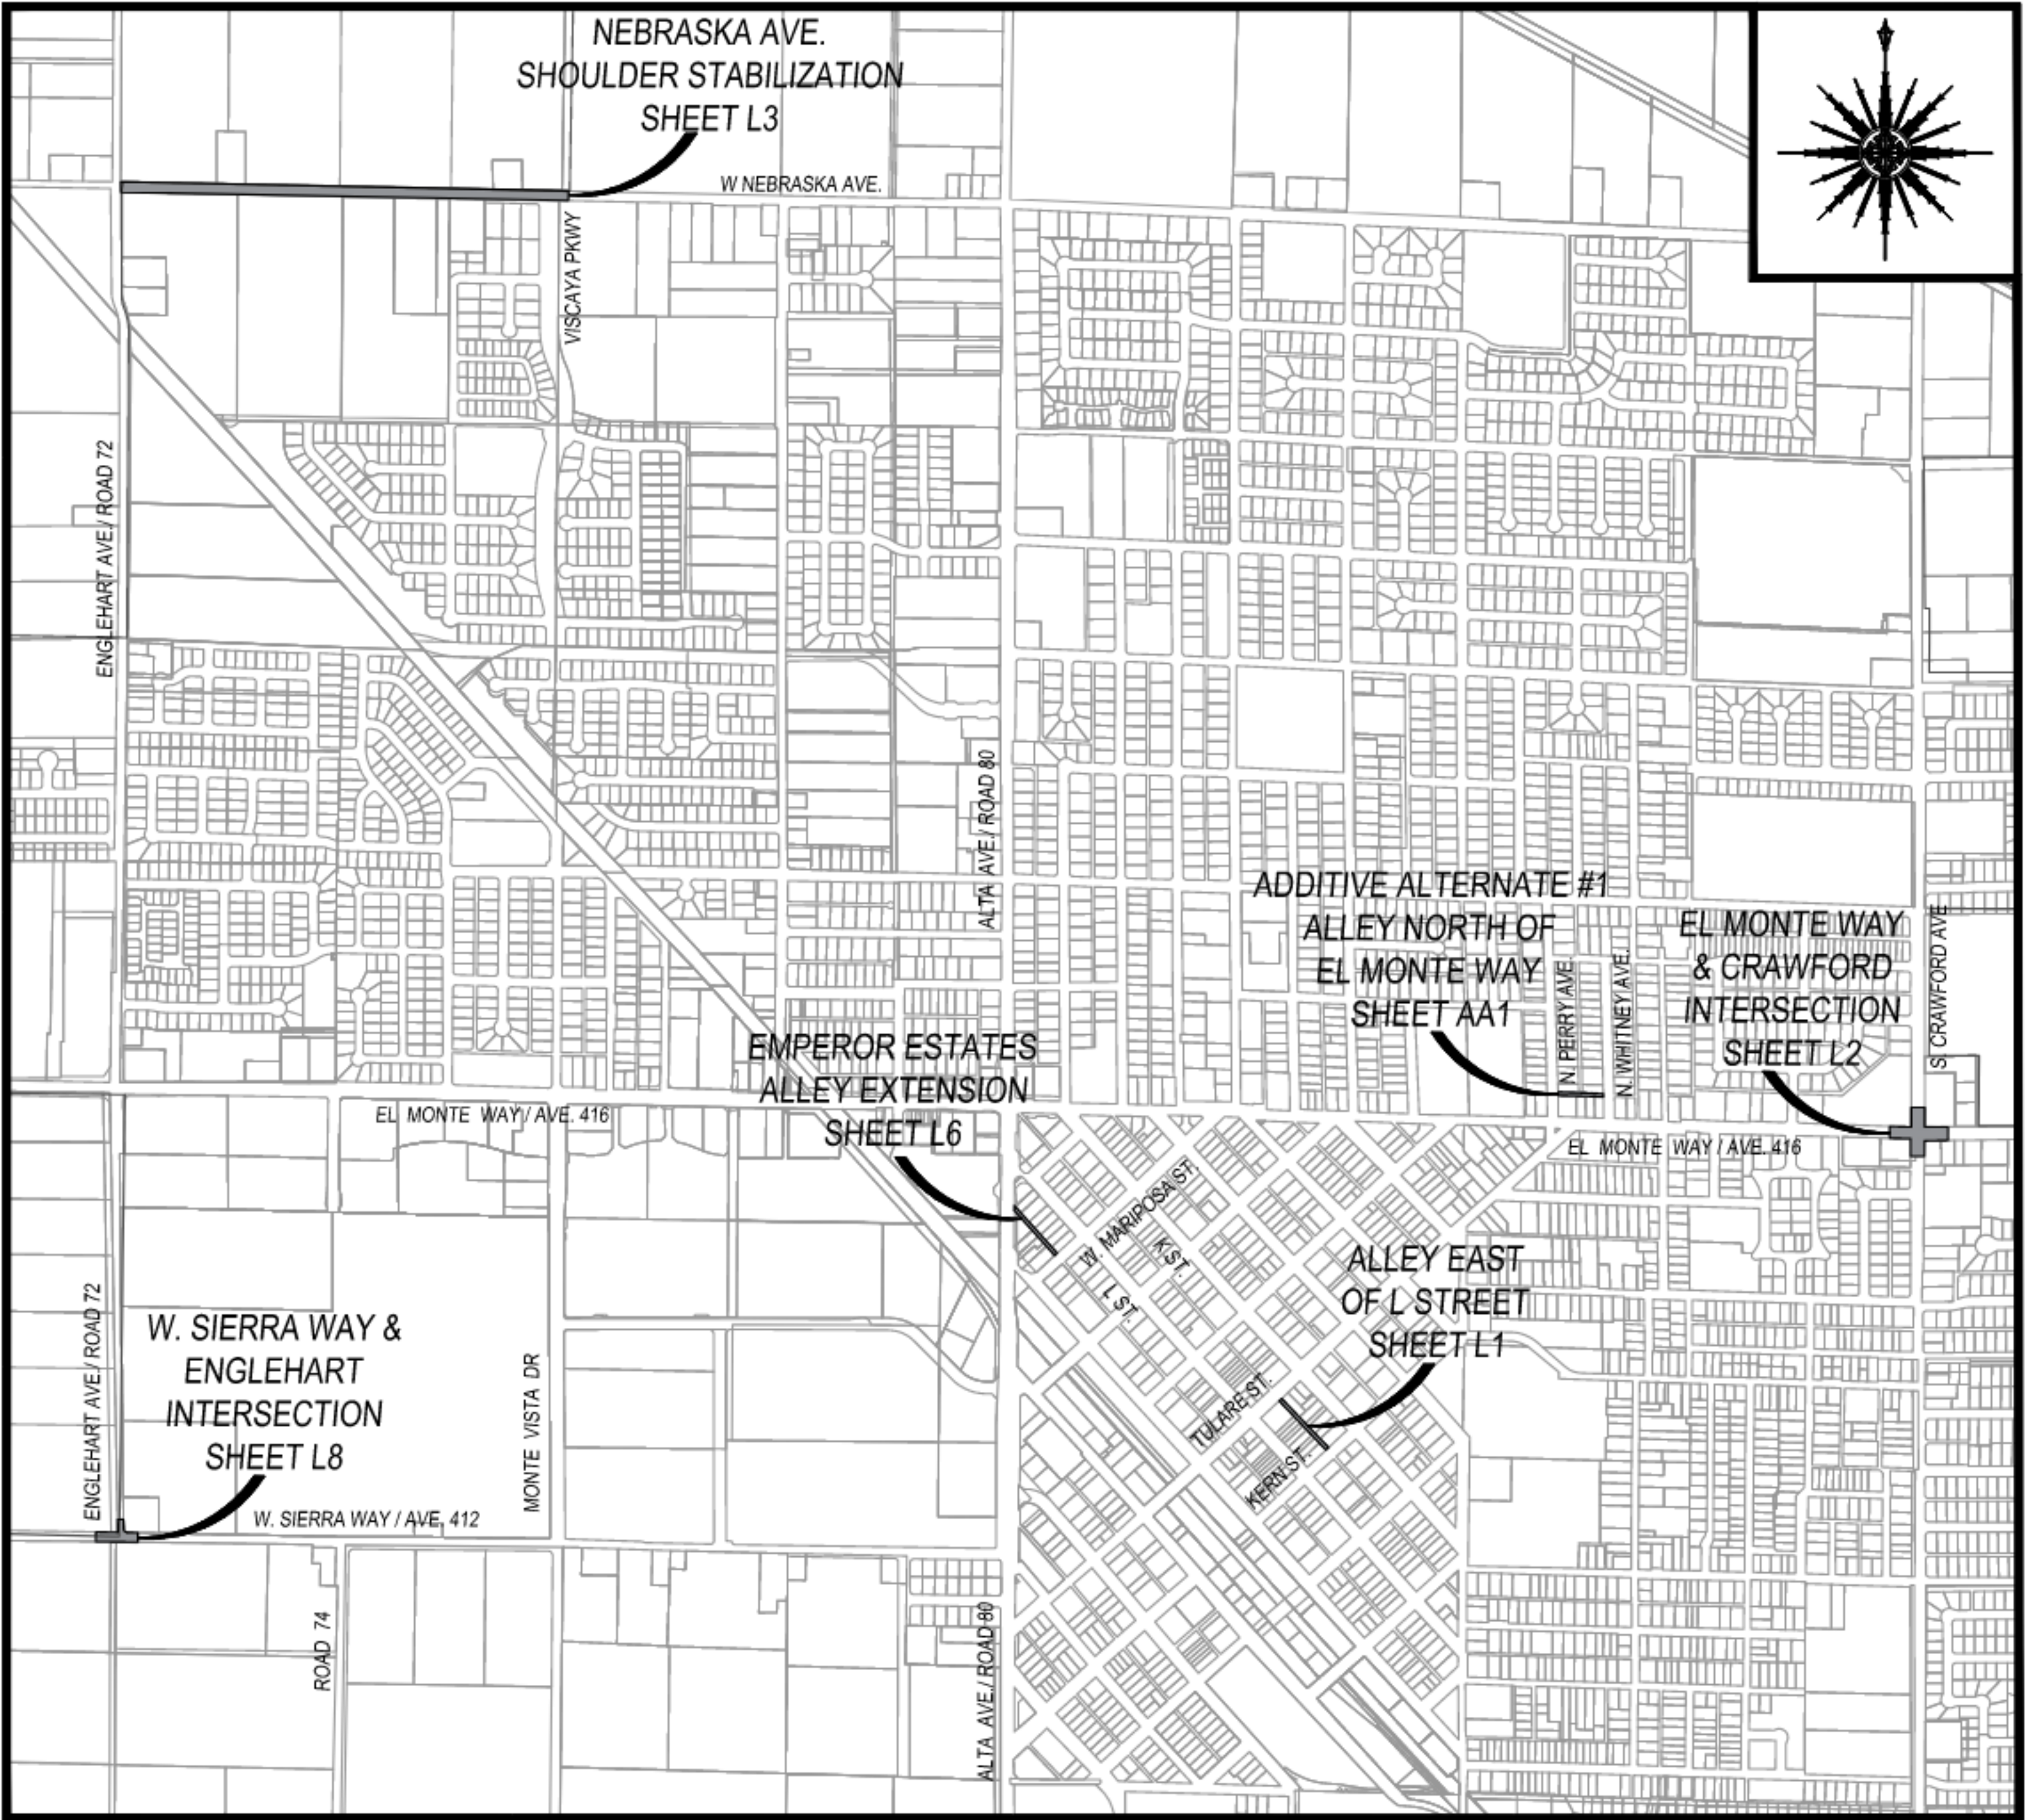 NEBRASKA AVE.
SHOULDER STABILIZATION
SHEET L3
W NEBRASKA AVE.
VISCAYA PKWY
ENGLEHART AVE./ ROAD 72
ALTA AVE./ ROAD 80
ADDITIVE ALTERNATE #1
ALLEY NORTH OF
EL MONTE WAY
SHEET AA1
N. PERRY AVE.
N. WHITNEY AVE.
EL MONTE WAY
& CRAWFORD
INTERSECTION
SHEET L2
S. CRAWFORD AVE
EMPEROR ESTATES
ALLEY EXTENSION
SHEET L6
EL MONTE WAY / AVE. 416
EL MONTE WAY / AVE. 416
W. MARIPOSA ST.
K ST.
L ST.
ALLEY EAST
OF L STREET
SHEET L1
TULARE ST.
KERN ST.
W. SIERRA WAY &
ENGLEHART
INTERSECTION
SHEET L8
ENGLEHART AVE./ ROAD 72
MONTE VISTA DR
W. SIERRA WAY / AVE. 412
ROAD 74
ALTA AVE./ ROAD 80